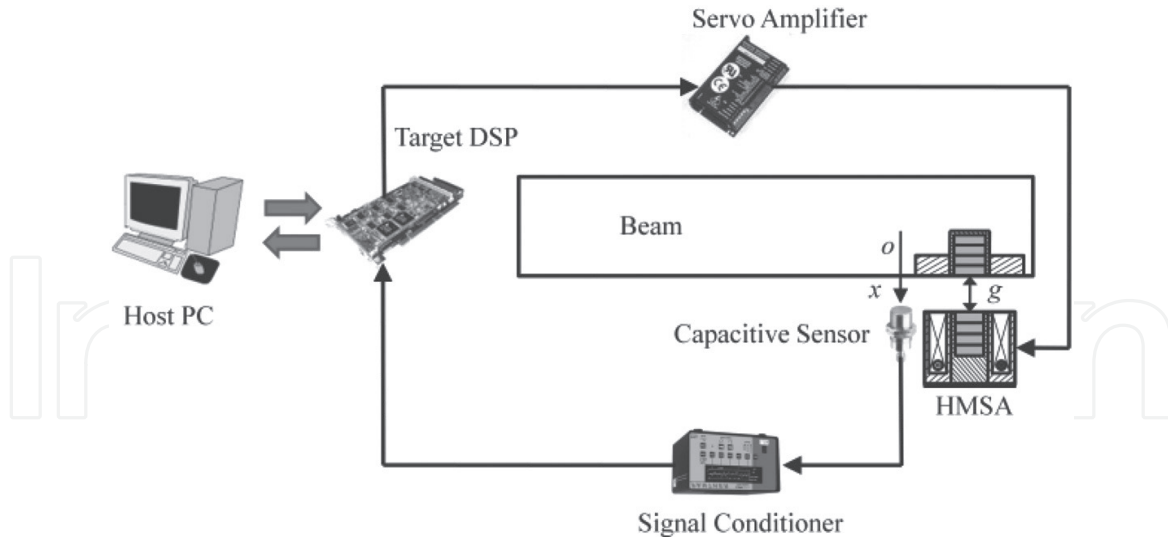 Servo Amplifier
Target DSP
Beam
o
x
g
Host PC
Capacitive Sensor
HMSA
Signal Conditioner